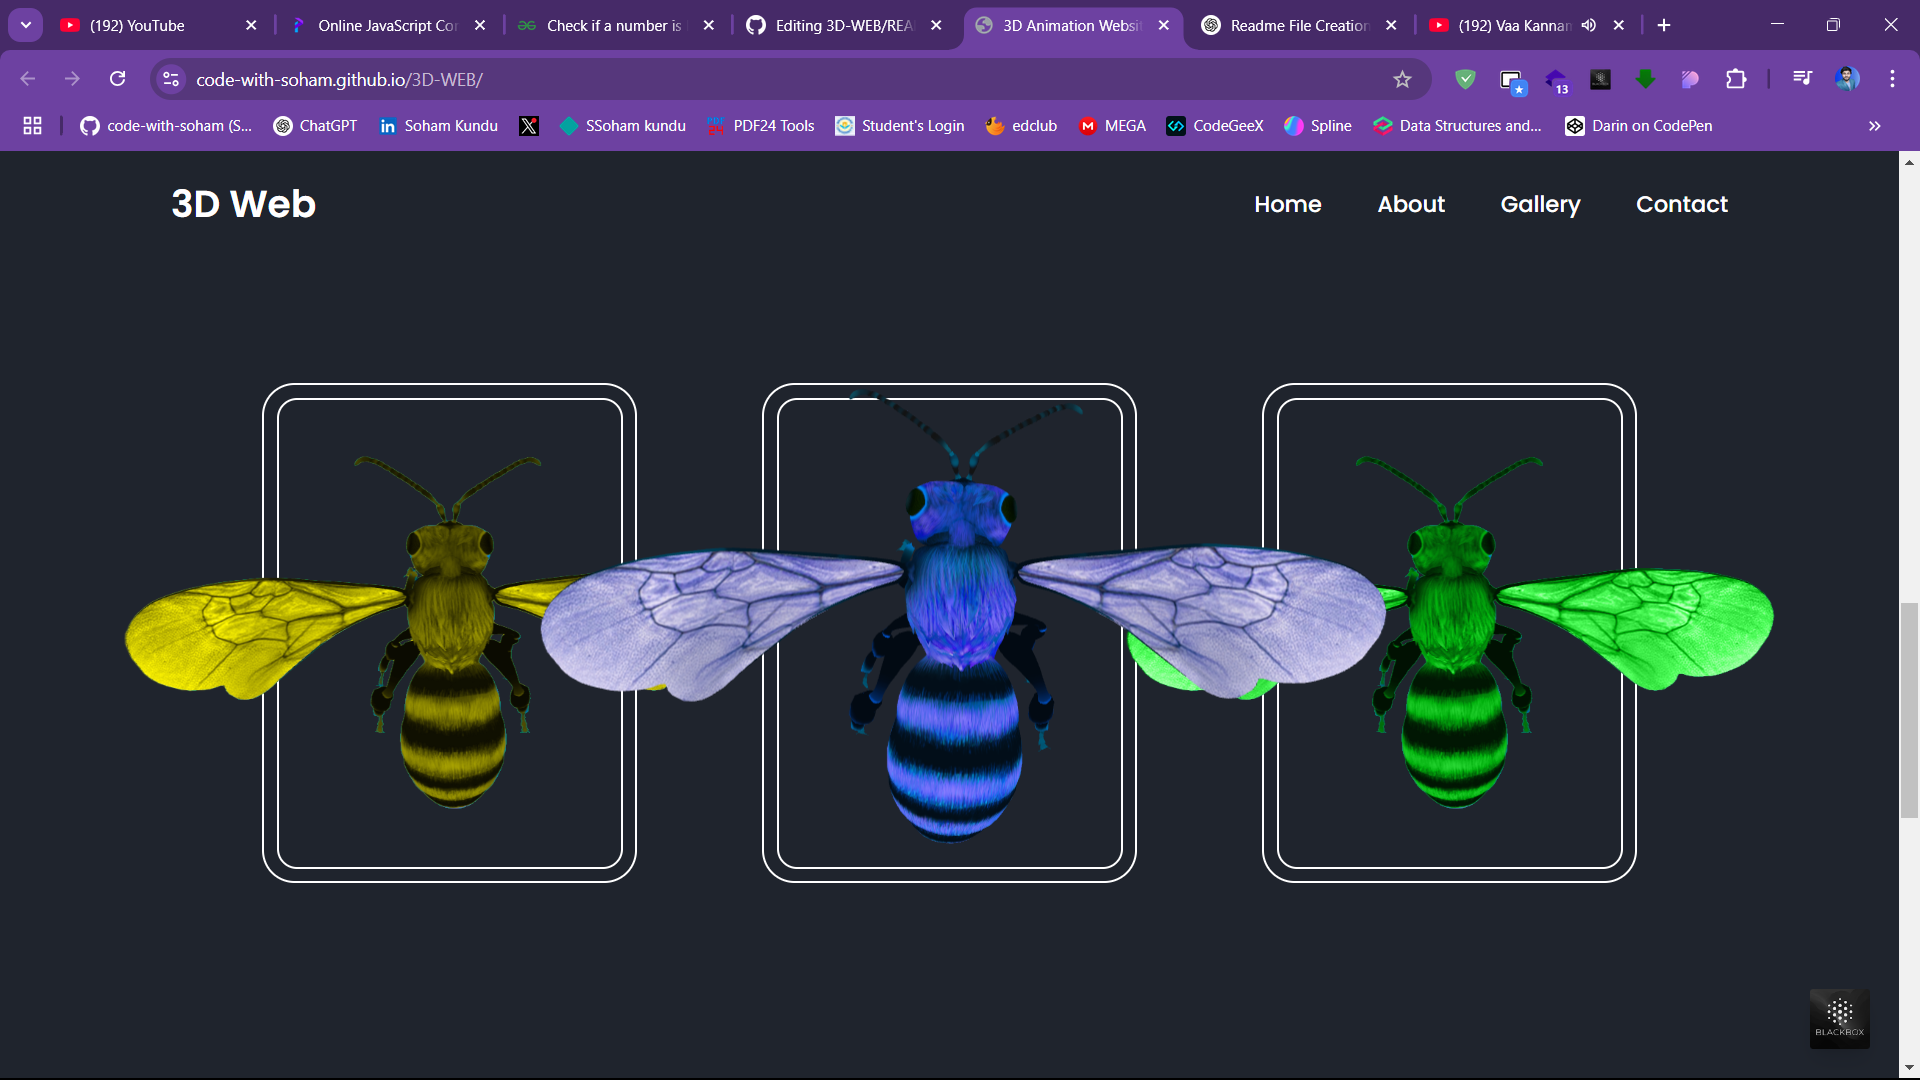 (192) YouTube
Online JavaScript Cor
Check if a number is
Editing 3D-WEB/REA
3D Animation Websit
Readme File Creation
(192) Vaa Kannan
code-with-soham.github.io/3D-WEB/
13
code-with-soham (S...
ChatGPT
Soham Kundu
SSoham kundu
PDF24 Tools
Student's Login
edclub
MEGA
CodeGeeX
Spline
Data Structures and...
Darin on CodePen
3D Web
Home
About
Gallery
Contact
BLACKBOX